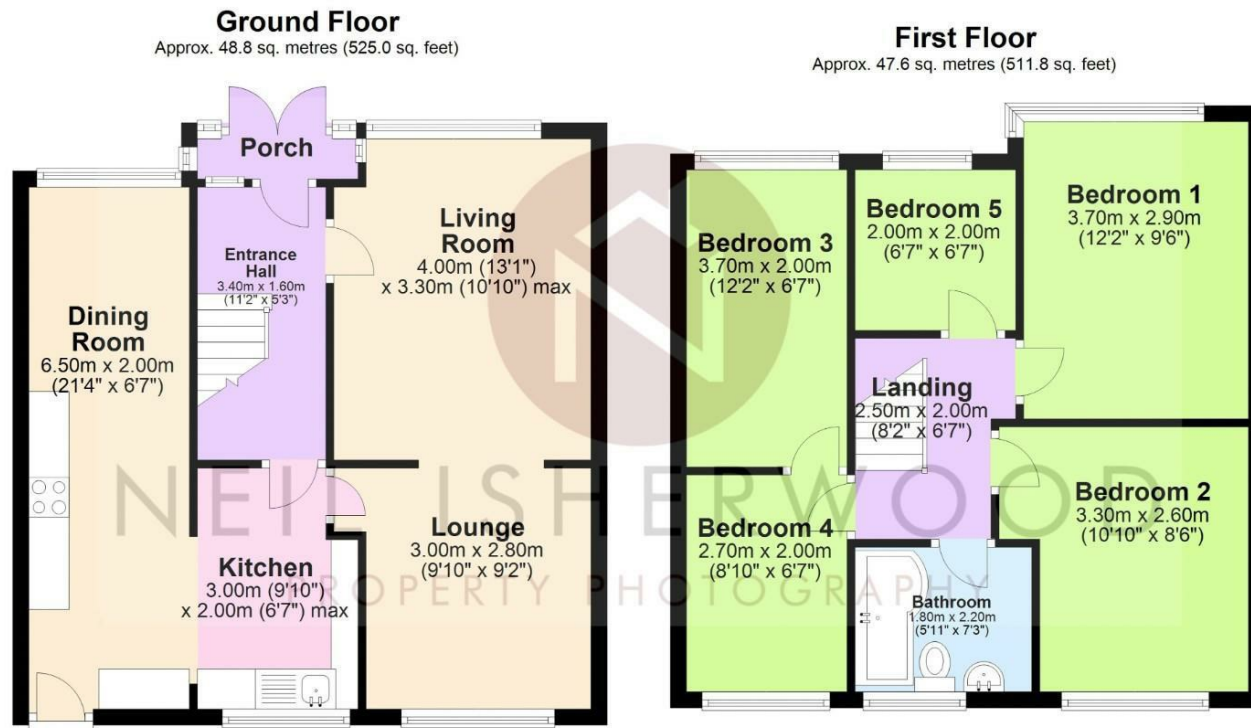 Ground Floor
Approx. 48.8 sq. metres (525.0 sq. feet)
Porch
Living
Room
4.00m (13'1")
x 3.30m (10'10") max
Entrance
Hall
3.40m x 1.60m
(11'2" x 5'3")
Dining
Room
6.50m x 2.00m
(21'4" x 6'7")
Kitchen
3.00m (9'10")
x 2.00m (6'7") max
Lounge
3.00m x 2.80m
(9'10" x 9'2")
First Floor
Approx. 47.6 sq. metres (511.8 sq. feet)
Bedroom 1
3.70m x 2.90m
(12'2" x 9'6")
Bedroom 5
2.00m x 2.00m
(6'7" x 6'7")
Bedroom 3
3.70m x 2.00m
(12'2" x 6'7")
Landing
2.50m x 2.00m
(8'2" x 6'7")
Bedroom 2
3.30m x 2.60m
(10'10" x 8'6")
Bedroom 4
2.70m x 2.00m
(8'10" x 6'7")
Bathroom
1.80m x 2.20m
(5'11" x 7'3")
NEIL ISHERWOOD
PROPERTY PHOTOGRAPHY